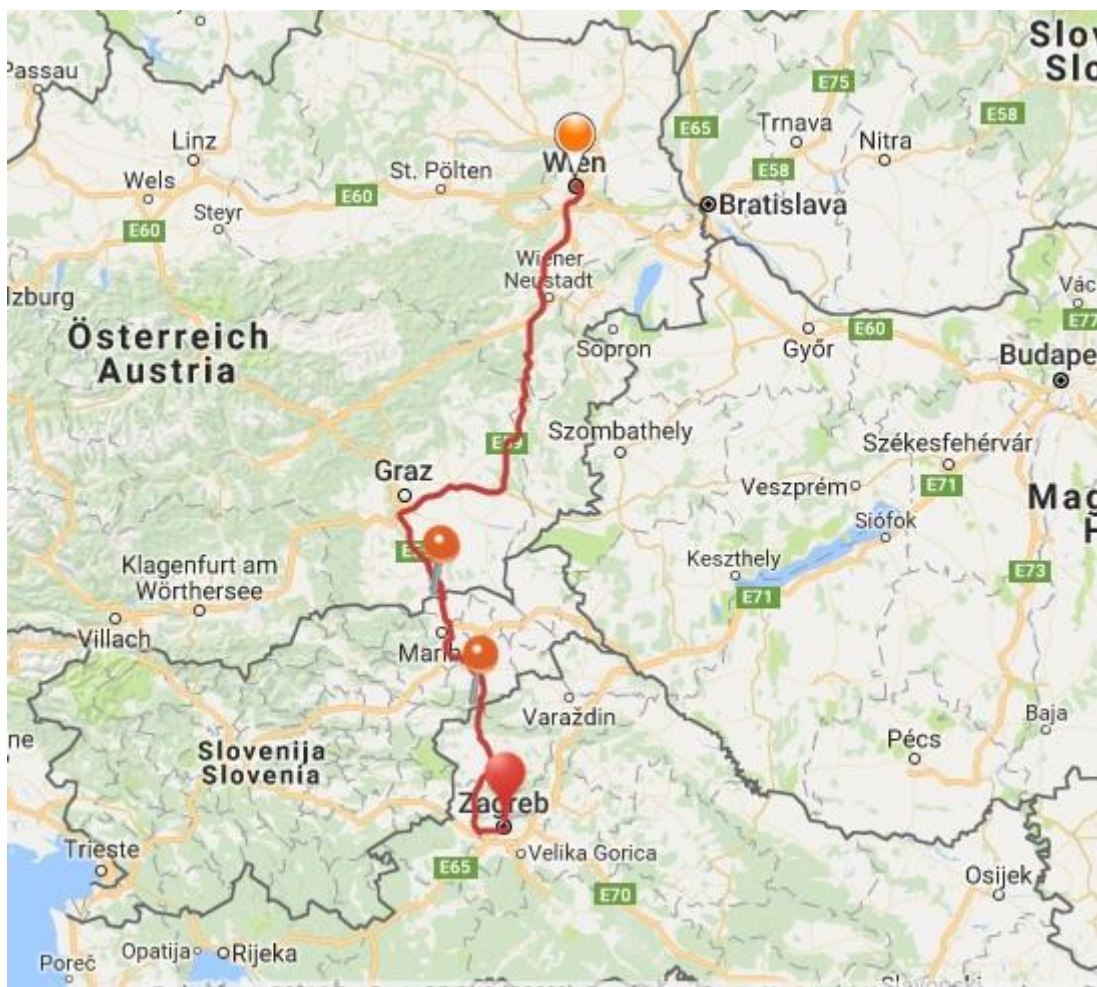 Slov
Slo
Passau
E75
E65
E58
Linz
Trnava
Nitra
Wien
Wels
St. Pölten
E58
E60
Steyr
Bratislava
E60
Wiener
Neustadt
lzburg
Vác
E77
Österreich
Austria
Sopron
Győr
E60
Budape
Szombathely
Székesfehérvár
Graz
Veszprém
E71
Mag
H
Siófok
Klagenfurt am
Wörthersee
Keszthely
E71
E73
Villach
Marib
Varaždin
Baja
ne
Slovenija
Slovenia
Pécs
Zagreb
Trieste
E65
Velika Gorica
E70
Osijek
Opatija
Rijeka
Poreč